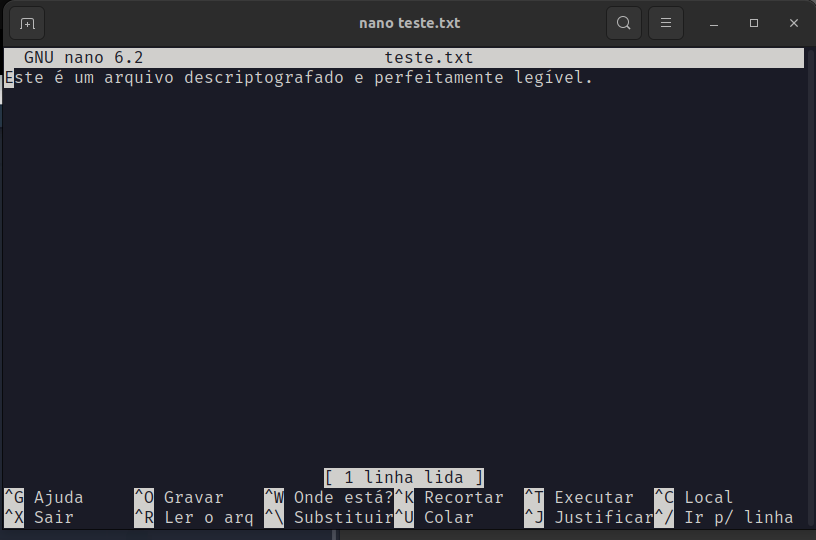 nano teste.txt
GNU nano 6.2 teste.txt
Este é um arquivo descriptografado e perfeitamente legível.
[ 1 linha lida ]
^G Ajuda ^O Gravar ^W Onde está? ^K Recortar ^T Executar ^C Local
^X Sair ^R Ler o arq ^\ Substituir ^U Colar ^J Justificar ^/ Ir p/ linha